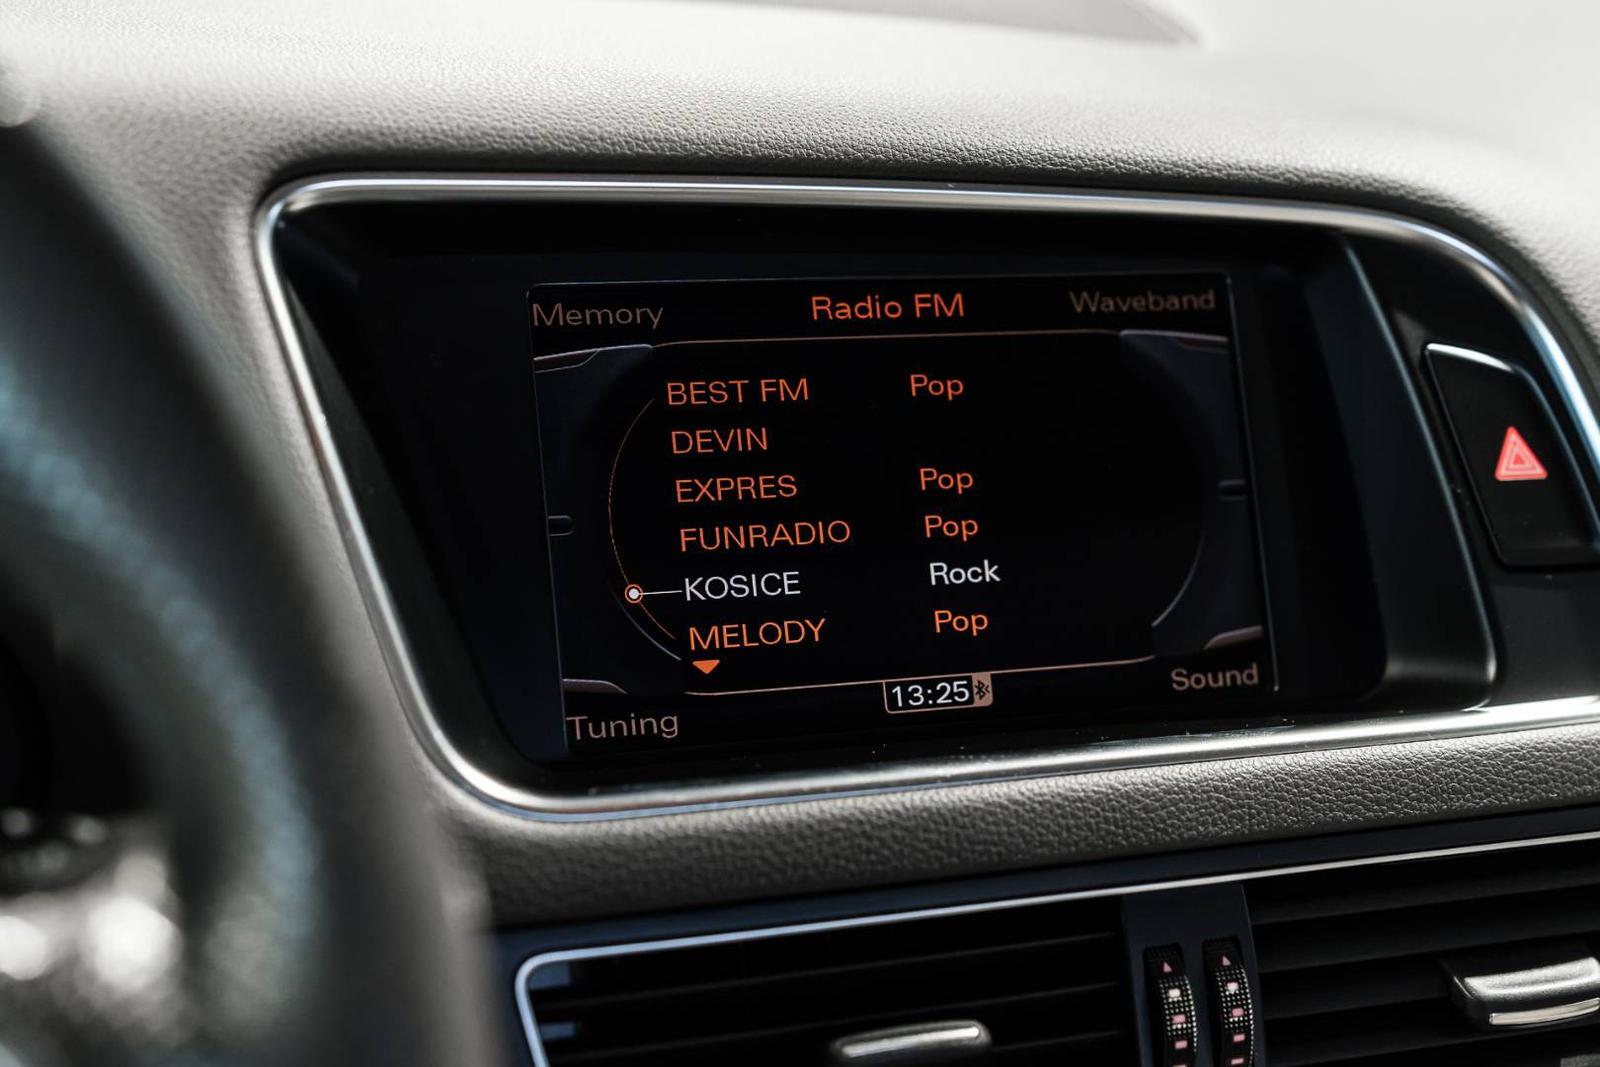 Memory Radio FM Waveband
BEST FM Pop
DEVIN
EXPRES Pop
FUNRADIO Pop
KOSICE Rock
MELODY Pop
13:25
Tuning Sound